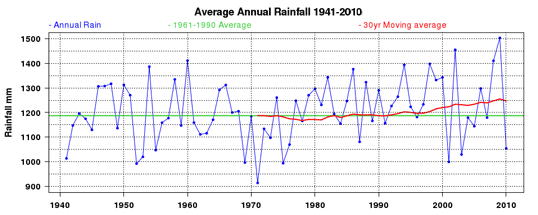 Average Annual Rainfall 1941-2010
- Annual Rain - 1961-1990 Average - 30yr Moving average
1500
1400
1300
1200
1100
1000
900
Rainfall mm
1940 1950 1960 1970 1980 1990 2000 2010